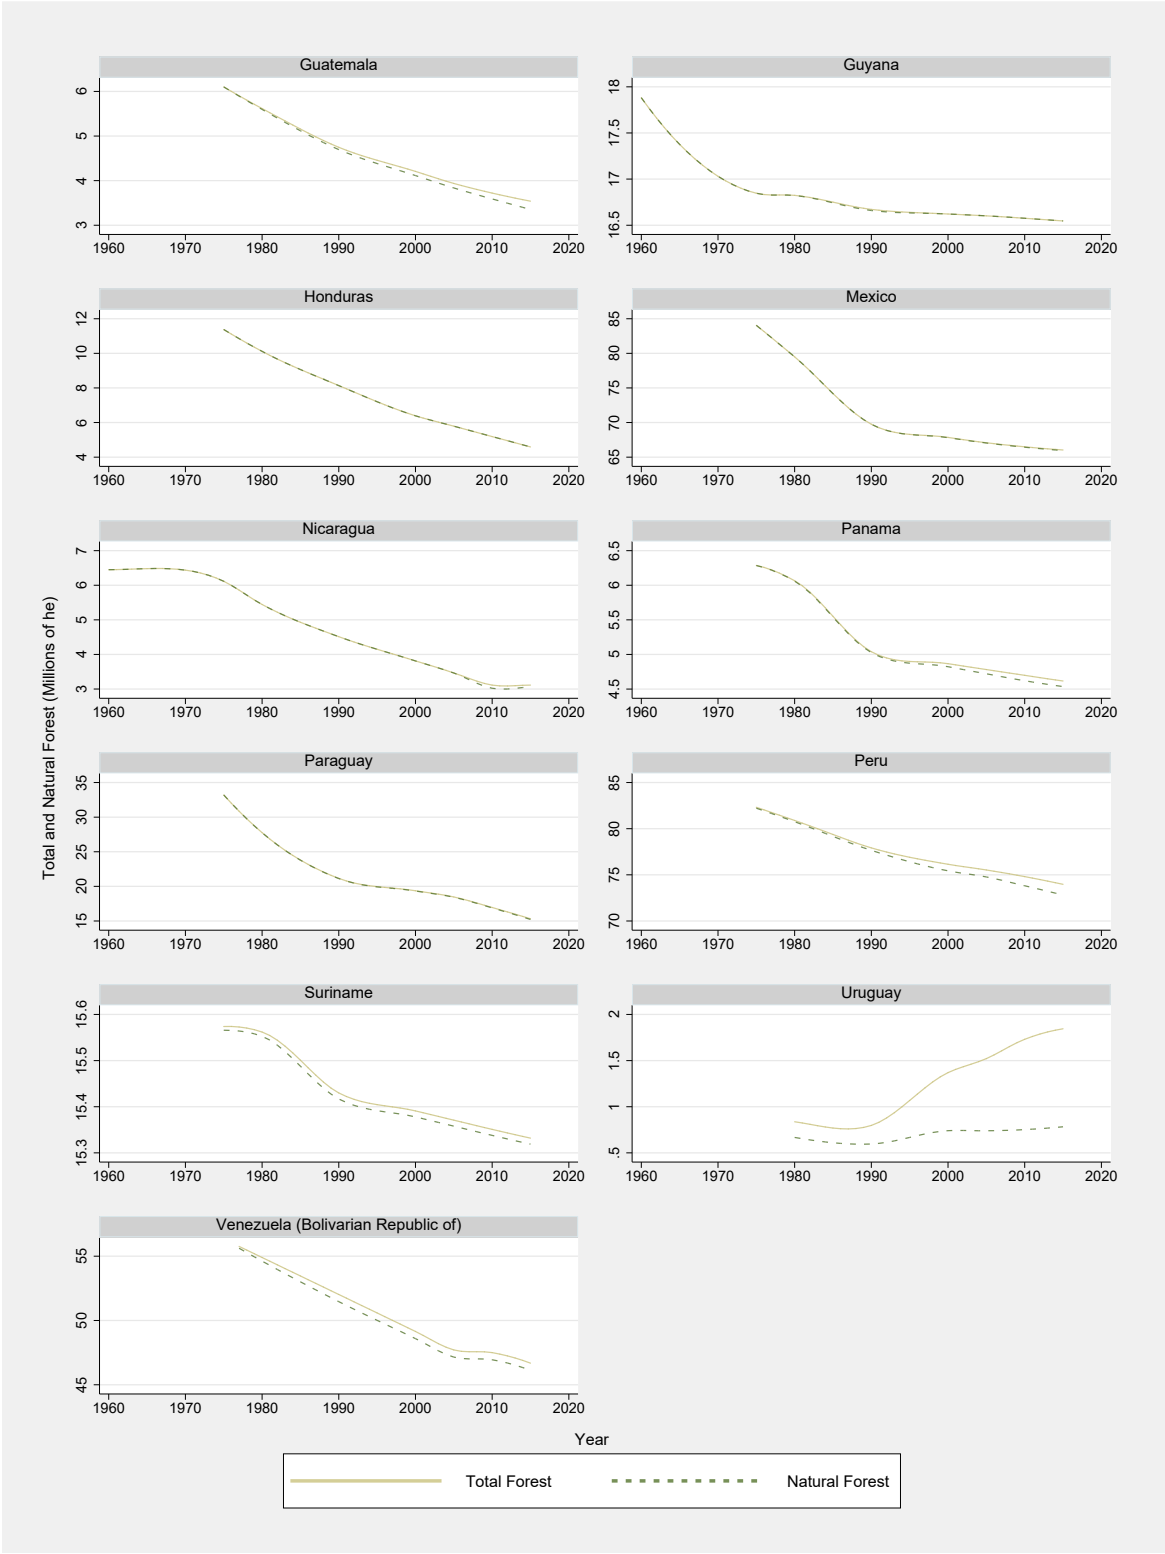 Total and Natural Forest (Millions of he)
Guatemala
6
5
4
3
1960 1970 1980 1990 2000 2010 2020
Guyana
18
17.5
17
16.5
1960 1970 1980 1990 2000 2010 2020
Honduras
12
10
8
6
4
1960 1970 1980 1990 2000 2010 2020
Mexico
85
80
75
70
65
1960 1970 1980 1990 2000 2010 2020
Nicaragua
7
6
5
4
3
1960 1970 1980 1990 2000 2010 2020
Panama
6.5
6
5.5
5
4.5
1960 1970 1980 1990 2000 2010 2020
Paraguay
35
30
25
20
15
1960 1970 1980 1990 2000 2010 2020
Peru
85
80
75
70
1960 1970 1980 1990 2000 2010 2020
Suriname
15.6
15.5
15.4
15.3
1960 1970 1980 1990 2000 2010 2020
Uruguay
2
1.5
1
.5
1960 1970 1980 1990 2000 2010 2020
Venezuela (Bolivarian Republic of)
55
50
45
1960 1970 1980 1990 2000 2010 2020
Year
Total Forest Natural Forest